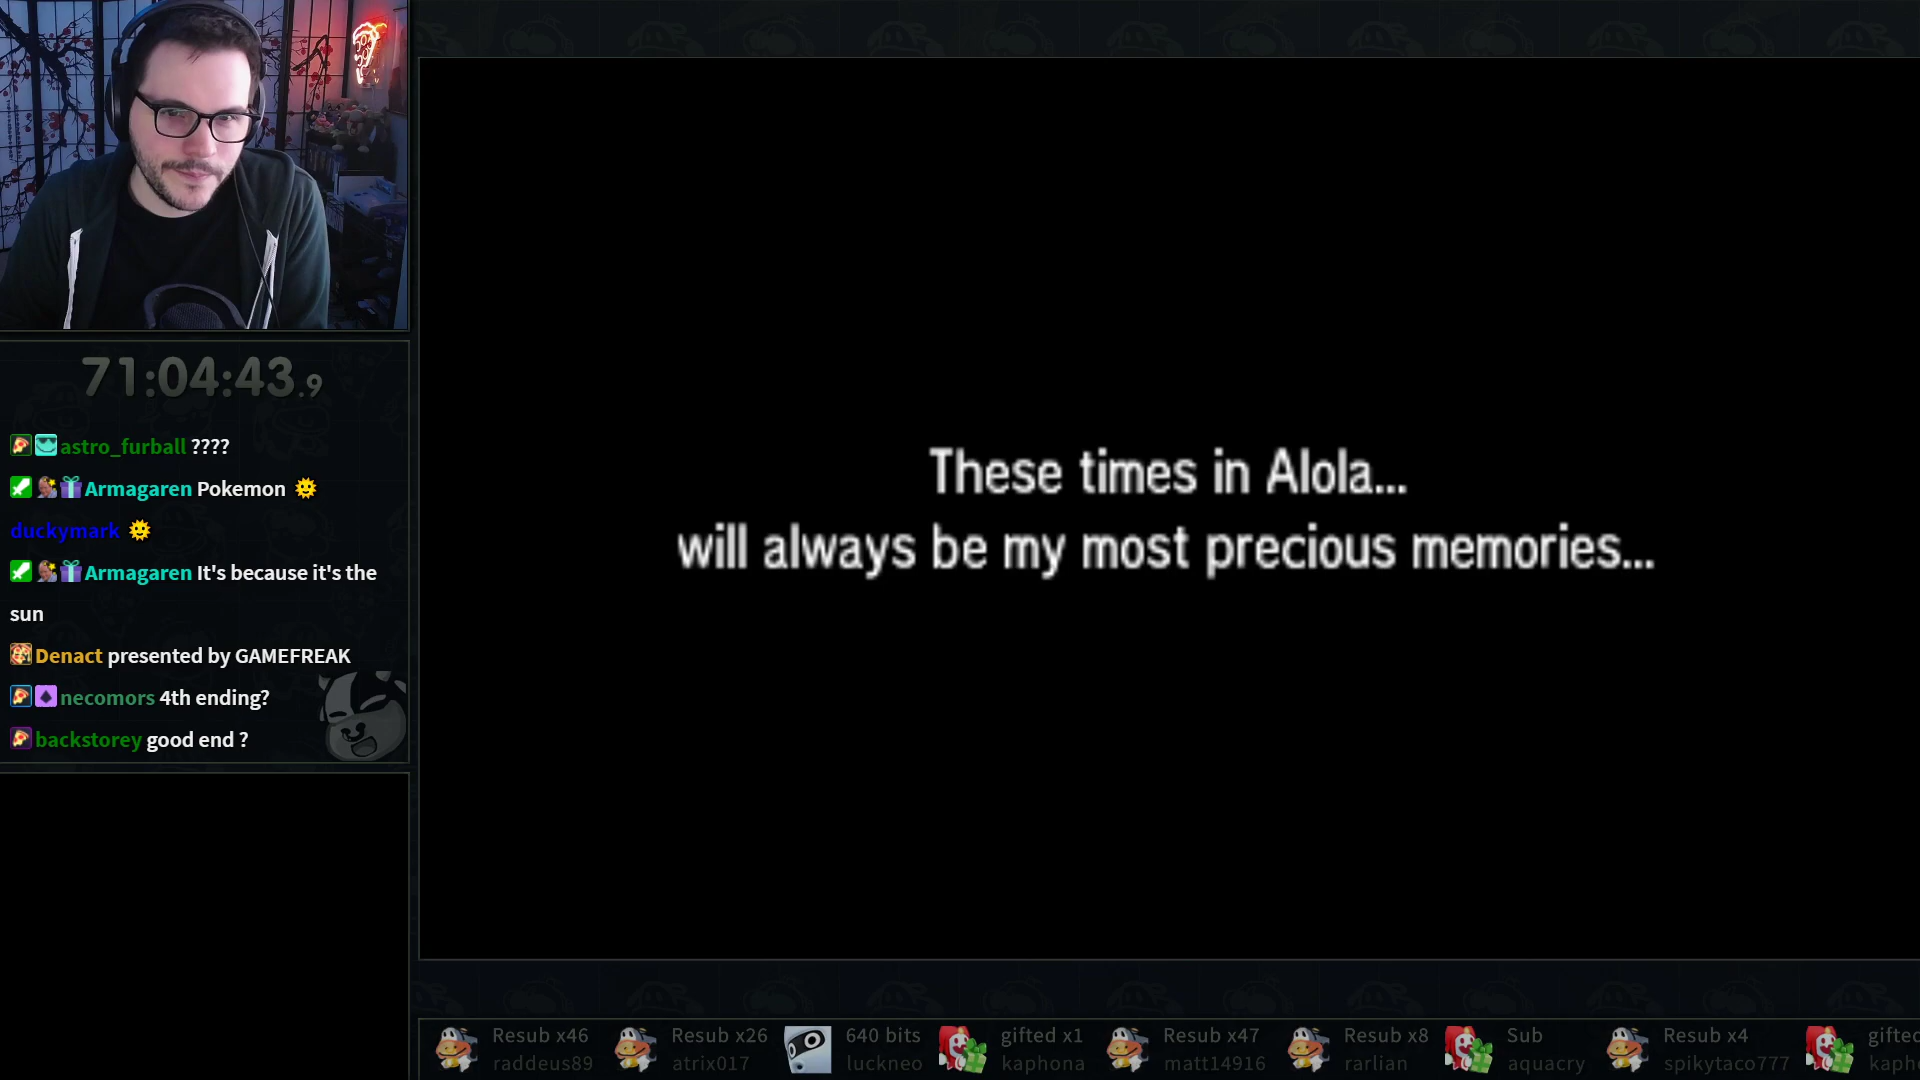 71:04:43.9
astro_furball ????
Armagaren Pokemon 🌞
duckymark 🌞
Armagaren It's because it's the
sun
Denact presented by GAMEFREAK
necomors 4th ending?
backstorey good end ?
These times in Alola...
will always be my most precious memories...
Resub x46
raddeus89
Resub x26
atrix017
640 bits
luckneo
gifted x1
kaphona
Resub x47
matt14916
Resub x8
rarlian
Sub
aquacry
Resub x4
spikytaco777
gifted
kaph